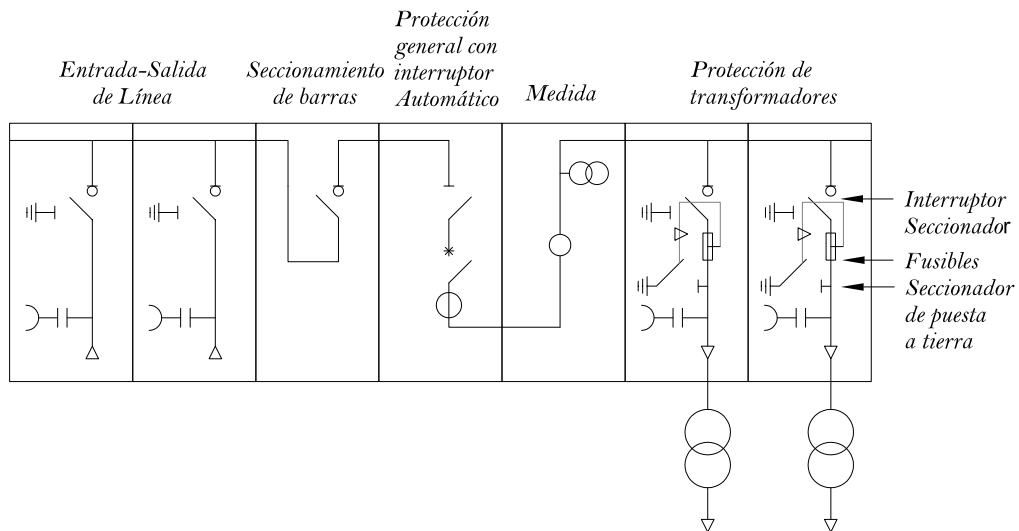 Entrada-Salida
de Línea
Seccionamiento
de barras
Protección
general con
interruptor
Automático
Medida
Protección de
transformadores
Interruptor
Seccionador
Fusibles
Seccionador
de puesta
a tierra